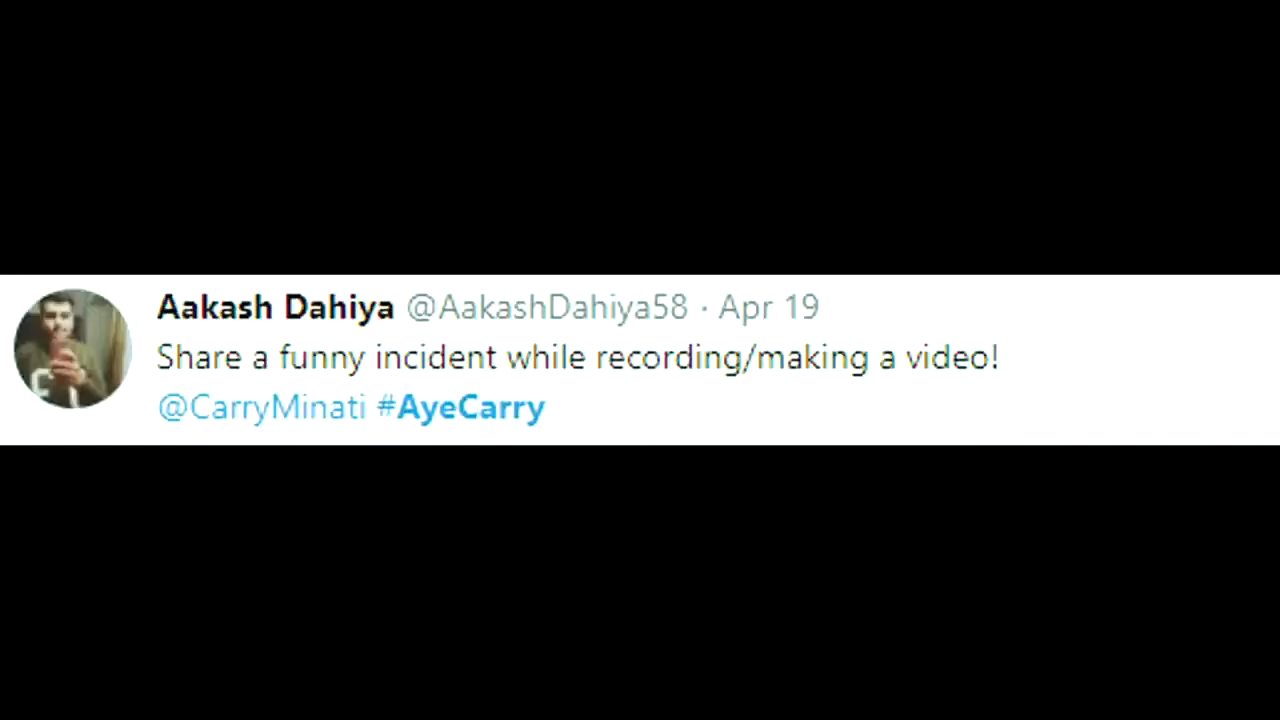 Aakash Dahiya @AakashDahiya58 · Apr 19
Share a funny incident while recording/making a video!
@CarryMinati #AyeCarry